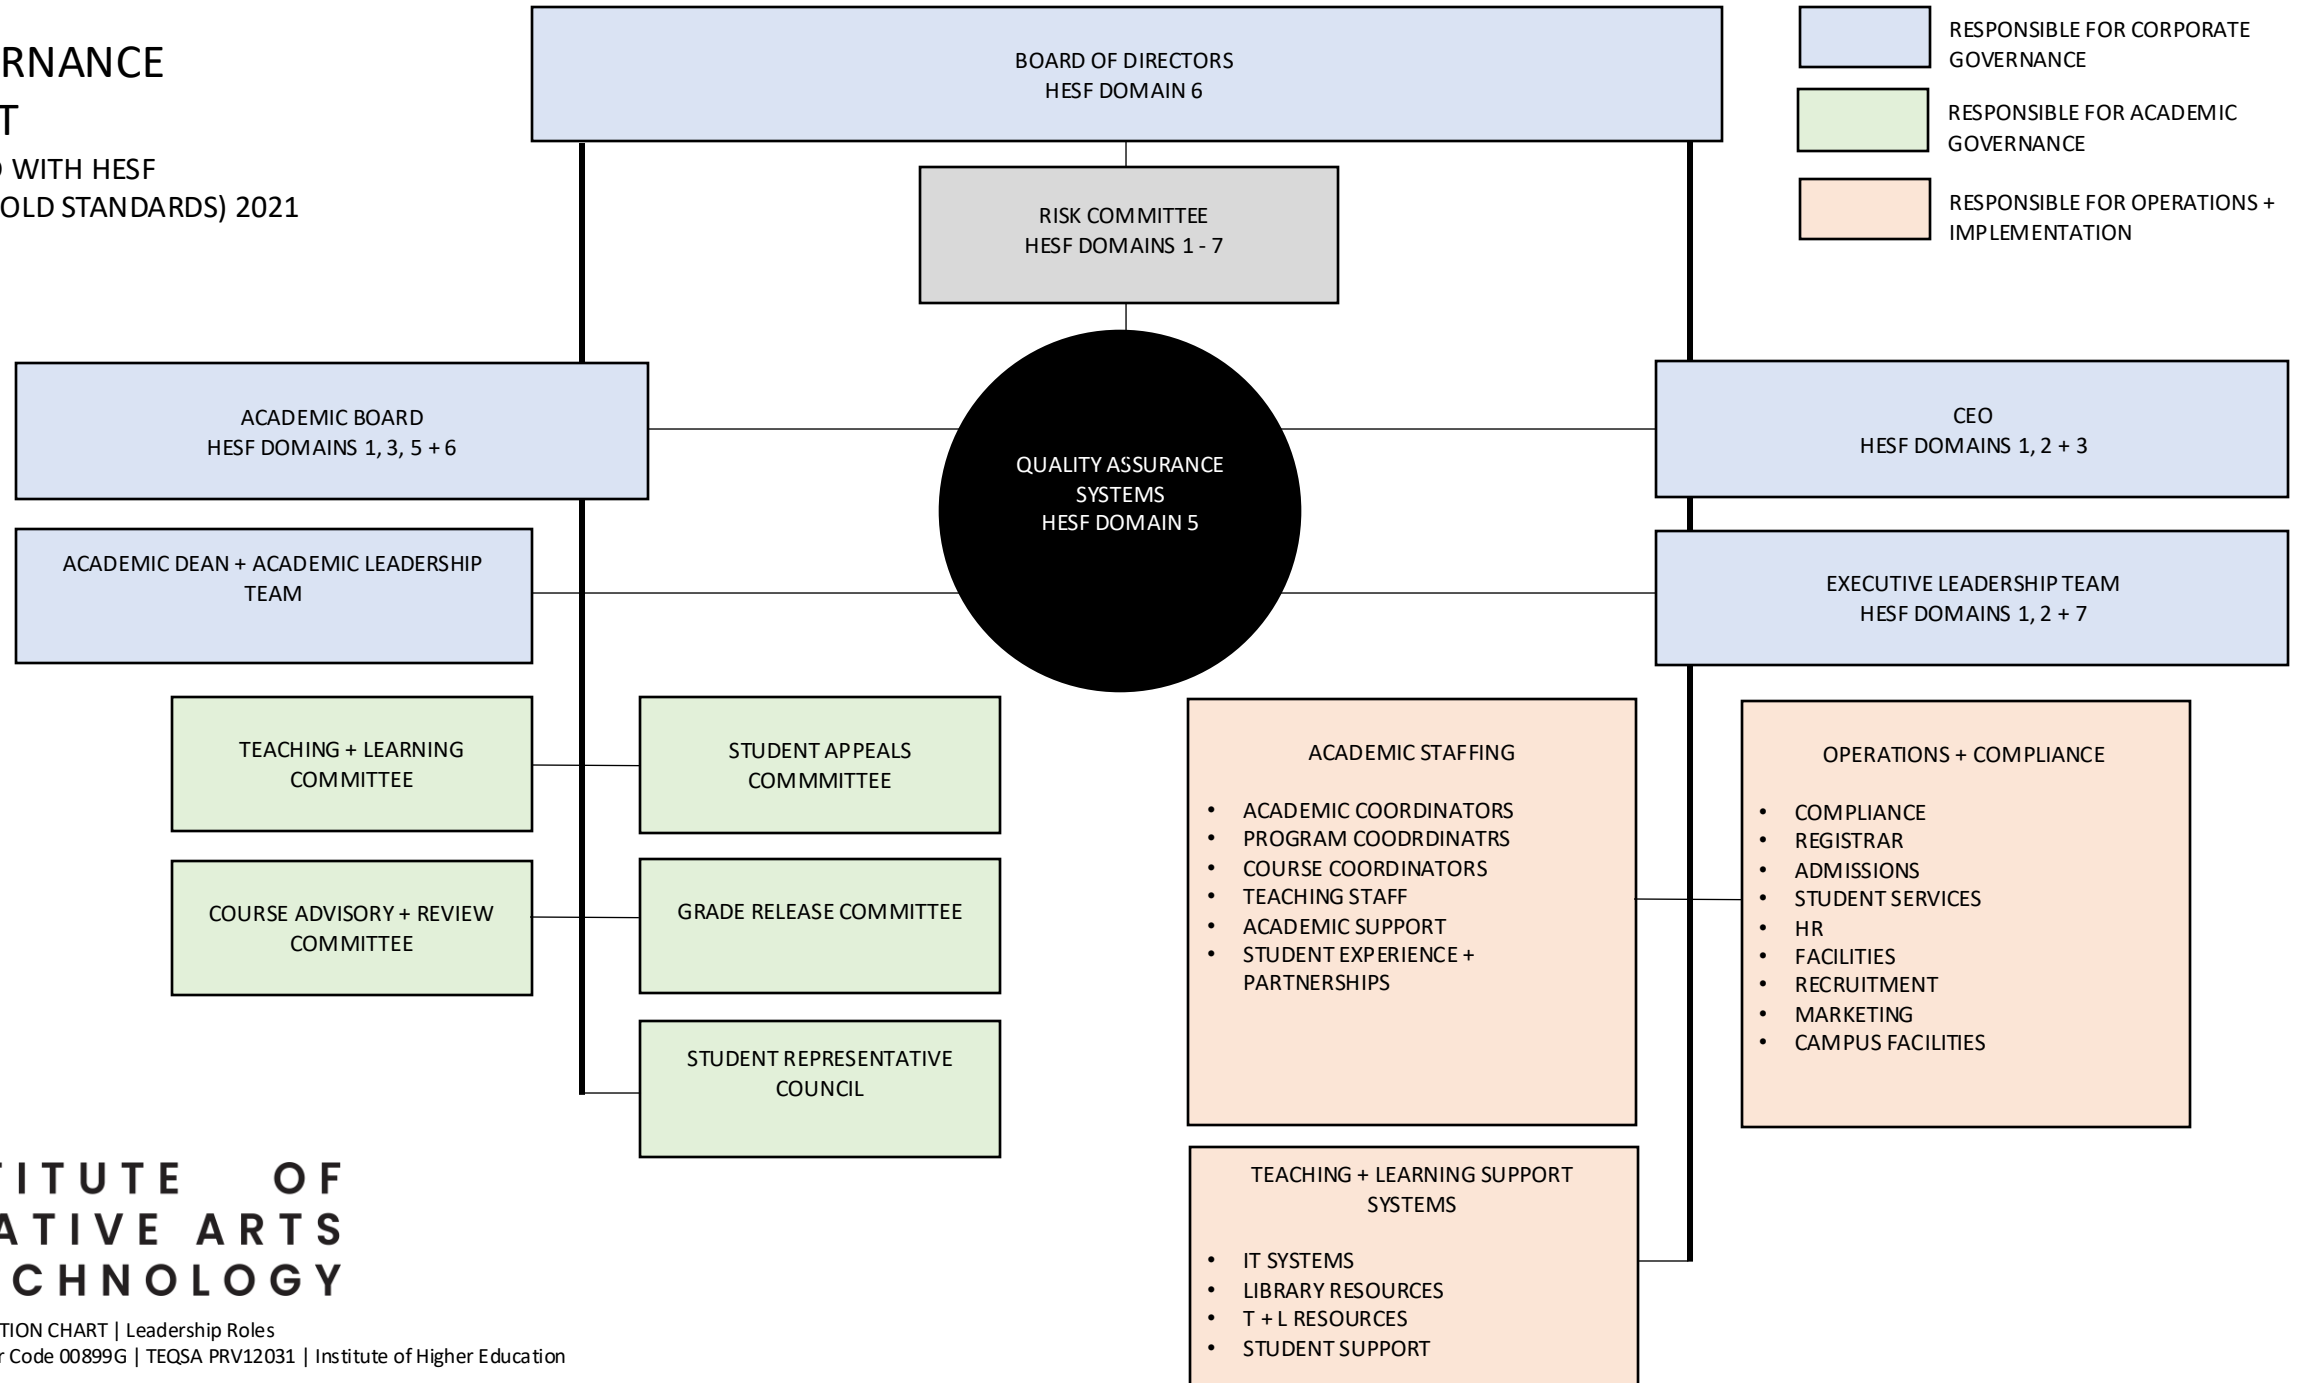 RNANCE
T
WITH HESF
OLD STANDARDS) 2021
BOARD OF DIRECTORS
HESF DOMAIN 6
RESPONSIBLE FOR CORPORATE
GOVERNANCE
RESPONSIBLE FOR ACADEMIC
GOVERNANCE
RESPONSIBLE FOR OPERATIONS +
IMPLEMENTATION
RISK COMMITTEE
HESF DOMAINS 1 - 7
ACADEMIC BOARD
HESF DOMAINS 1, 3, 5 + 6
QUALITY ASSURANCE
SYSTEMS
HESF DOMAIN 5
CEO
HESF DOMAINS 1, 2 + 3
ACADEMIC DEAN + ACADEMIC LEADERSHIP
TEAM
EXECUTIVE LEADERSHIP TEAM
HESF DOMAINS 1, 2 + 7
TEACHING + LEARNING
COMMITTEE
STUDENT APPEALS
COMMMITTEE
COURSE ADVISORY + REVIEW
COMMITTEE
GRADE RELEASE COMMITTEE
STUDENT REPRESENTATIVE
COUNCIL
ACADEMIC STAFFING
• ACADEMIC COORDINATORS
• PROGRAM COODRDINATRS
• COURSE COORDINATORS
• TEACHING STAFF
• ACADEMIC SUPPORT
• STUDENT EXPERIENCE +
PARTNERSHIPS
OPERATIONS + COMPLIANCE
• COMPLIANCE
• REGISTRAR
• ADMISSIONS
• STUDENT SERVICES
• HR
• FACILITIES
• RECRUITMENT
• MARKETING
• CAMPUS FACILITIES
TEACHING + LEARNING SUPPORT
SYSTEMS
• IT SYSTEMS
• LIBRARY RESOURCES
• T + L RESOURCES
• STUDENT SUPPORT
TITUTE OF
ATIVE ARTS
CHNOLOGY
TION CHART | Leadership Roles
r Code 00899G | TEQSA PRV12031 | Institute of Higher Education